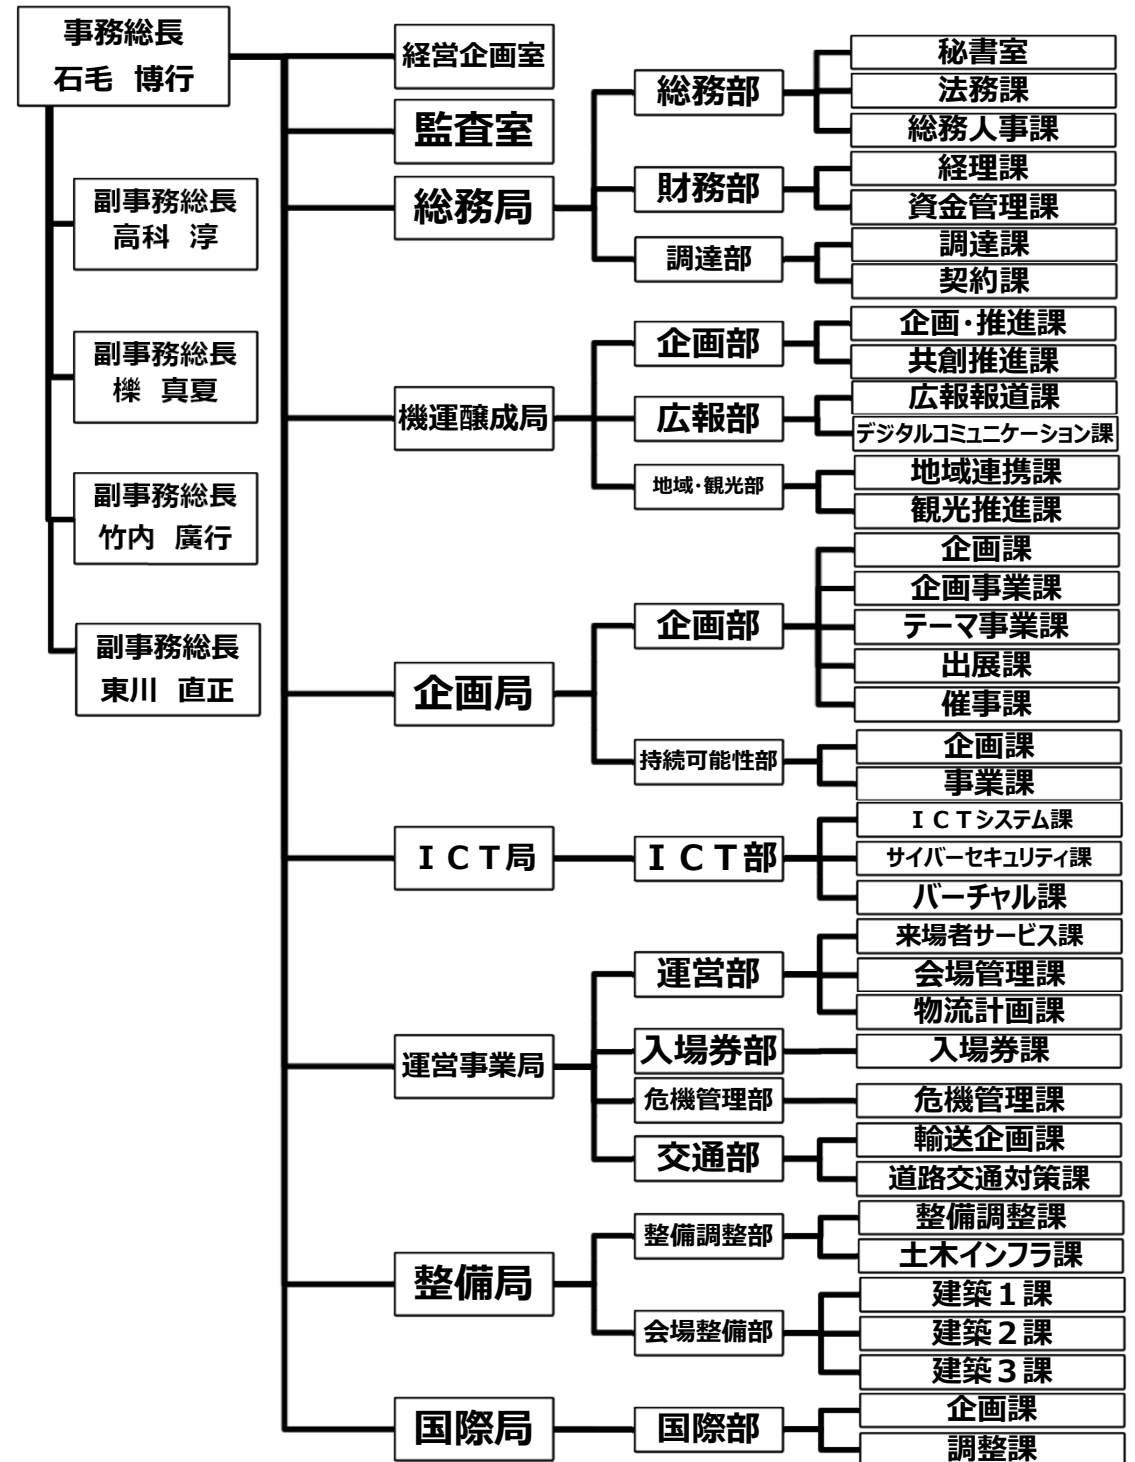 事務総長
石毛 博行
副事務総長
高科 淳
副事務総長
櫟 真夏
副事務総長
竹内 廣行
副事務総長
東川 直正
経営企画室
監査室
総務局
総務部
秘書室
法務課
総務人事課
財務部
経理課
資金管理課
調達部
調達課
契約課
機運醸成局
企画部
企画・推進課
共創推進課
広報部
広報報道課
デジタルコミュニケーション課
地域・観光部
地域連携課
観光推進課
企画局
企画部
企画課
企画事業課
テーマ事業課
出展課
催事課
持続可能性部
企画課
事業課
ICT局
ICT部
ICTシステム課
サイバーセキュリティ課
バーチャル課
運営事業局
運営部
来場者サービス課
会場管理課
物流計画課
入場券部
入場券課
危機管理部
危機管理課
交通部
輸送企画課
道路交通対策課
整備局
整備調整部
整備調整課
土木インフラ課
会場整備部
建築1課
建築2課
建築3課
国際局
国際部
企画課
調整課